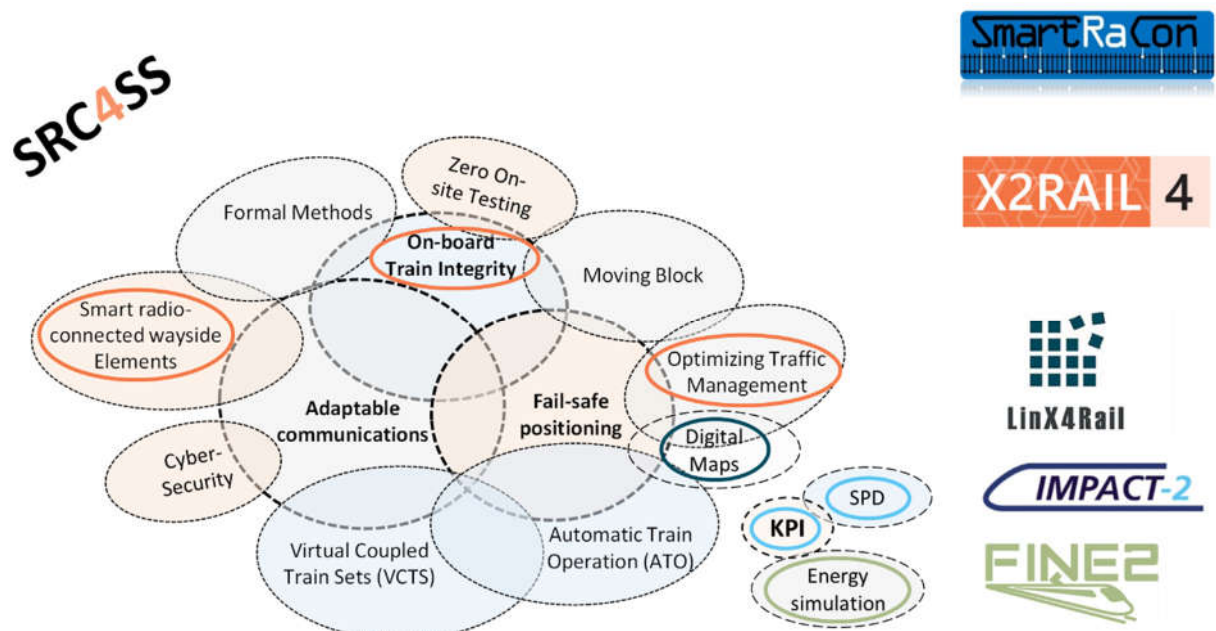 SmartRaCon
SRC4SS
Zero On-
site Testing
X2RAIL 4
Formal Methods
On-board
Train Integrity
Moving Block
Smart radio-
connected wayside
Elements
Optimizing Traffic
Management
Adaptable
communications
Fail-safe
positioning
LinX4Rail
Digital
Maps
Cyber-
Security
SPD
IMPACT-2
KPI
Virtual Coupled
Train Sets (VCTS)
Automatic Train
Operation (ATO)
Energy
simulation
FINE2